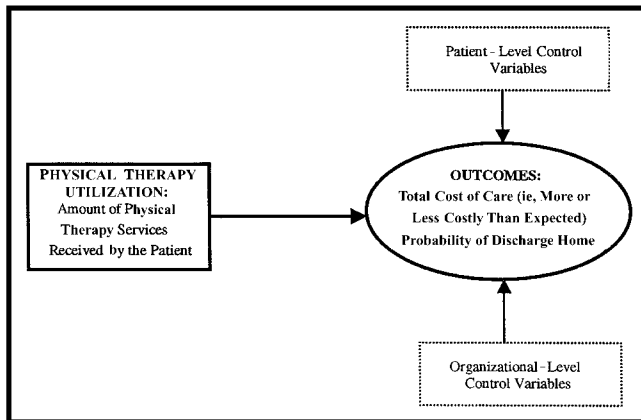 Patient-Level Control
Variables
PHYSICAL THERAPY
UTILIZATION:
Amount of Physical
Therapy Services
Received by the Patient
OUTCOMES:
Total Cost of Care (ie, More or
Less Costly Than Expected)
Probability of Discharge Home
Organizational-Level
Control Variables